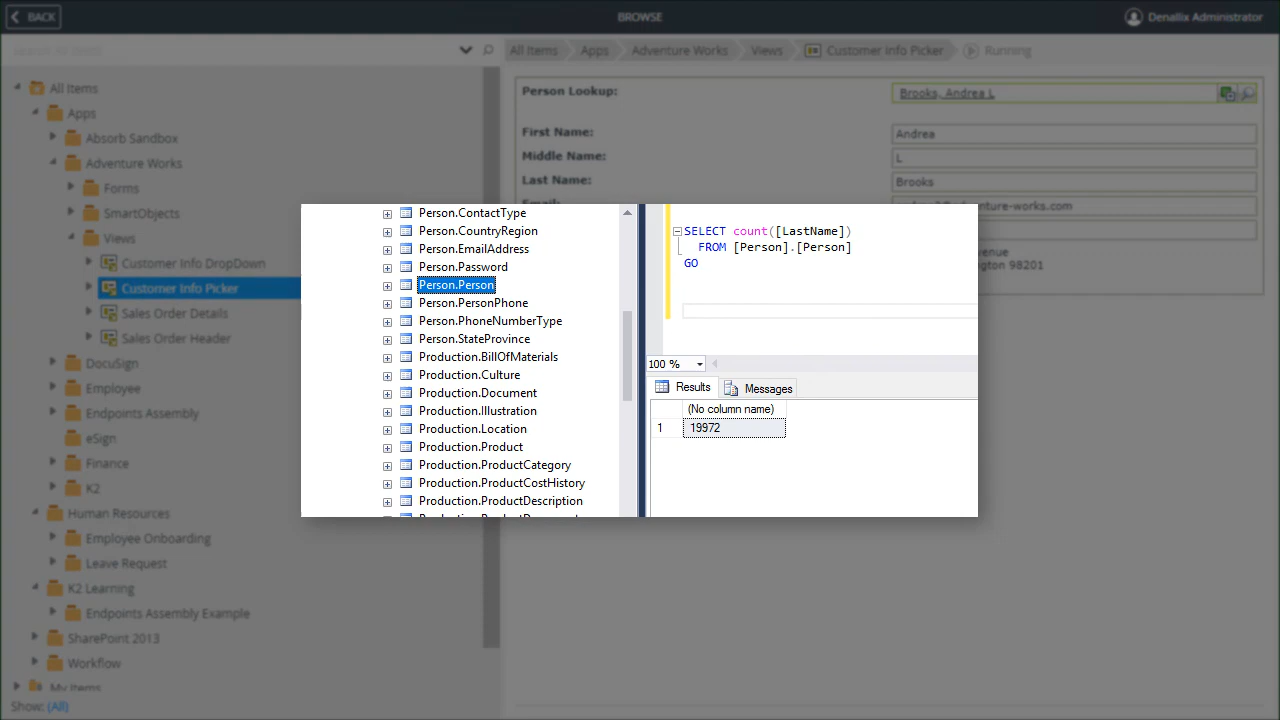 BACK
BROWSE
Denallix Administrator
Search All Items
All Items
Apps
Adventure Works
Views
Customer Info Picker
Running
All Items
Apps
Absorb Sandbox
Adventure Works
Forms
SmartObjects
Views
Customer Info DropDown
Customer Info Picker
Sales Order Details
Sales Order Header
DocuSign
Employee
Endpoints Assembly
eSign
Finance
K2
Human Resources
Employee Onboarding
Leave Request
K2 Learning
Endpoints Assembly Example
SharePoint 2013
Workflow
My Items
Show: (All)
Person Lookup:
Brooks, Andrea L
First Name:
Andrea
Middle Name:
L
Last Name:
Brooks
Email:
Person.ContactType
Person.CountryRegion
Person.EmailAddress
Person.Password
Person.Person
Person.PersonPhone
Person.PhoneNumberType
Person.StateProvince
Production.BillOfMaterials
Production.Culture
Production.Document
Production.Illustration
Production.Location
Production.Product
Production.ProductCategory
Production.ProductCostHistory
Production.ProductDescription
SELECT count([LastName])
FROM [Person].[Person]
GO
100 %
Results
Messages
(No column name)
1
19972
98201